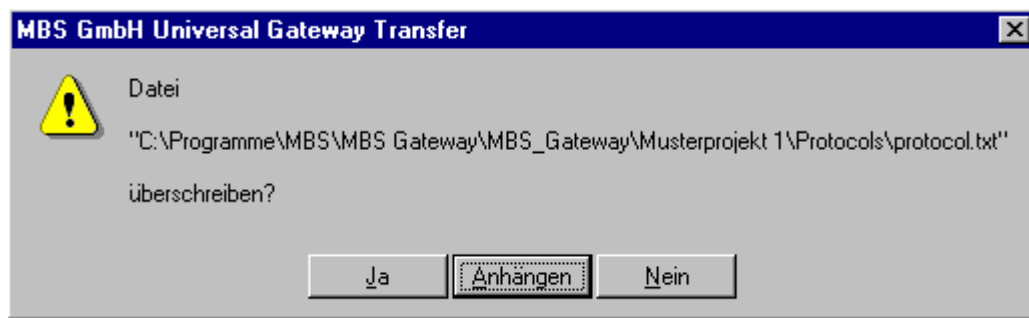 MBS GmbH Universal Gateway Transfer
Datei
"C:\Programme\MBS\MBS Gateway\MBS_Gateway\Musterprojekt 1\Protocols\protocol.txt"
überschreiben?
Ja Anhängen Nein